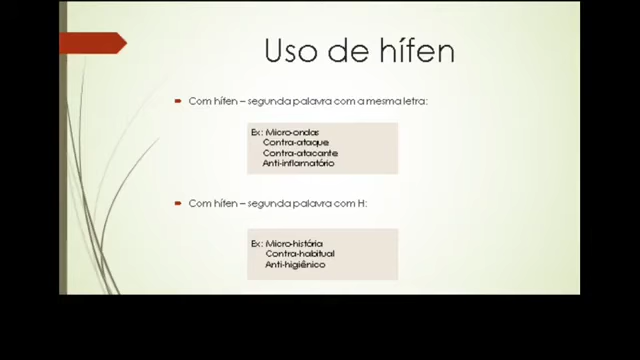 Uso de hífen
Com hífen – segunda palavra com a mesma letra:
Ex: Micro-ondas
Contra-ataque
Contra-atacante
Anti-inflamatório
Com hífen – segunda palavra com H:
Ex: Micro-história
Contra-habitual
Anti-higiênico